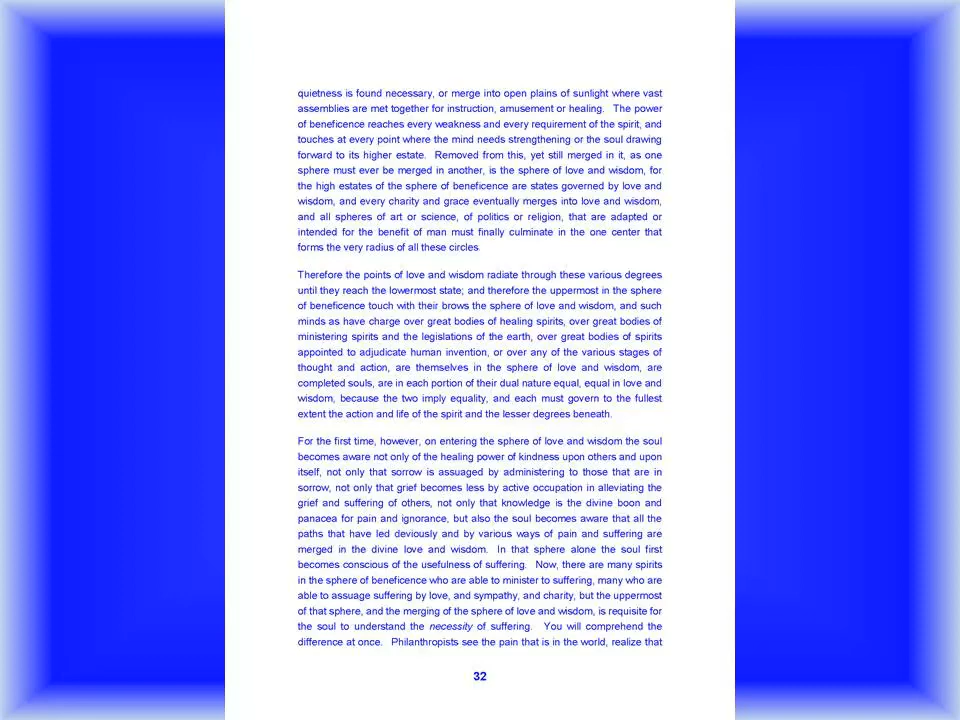 quietness is found necessary, or merge into open plains of sunlight where vast
assemblies are met together for instruction, amusement or healing. The power
of beneficence reaches every weakness and every requirement of the spirit, and
touches at every point where the mind needs strengthening or the soul drawing
forward to its higher estate. Removed from this, yet still merged in it, as one
sphere must ever be merged in another, is the sphere of love and wisdom, for
the high estates of the sphere of beneficence are states governed by love and
wisdom, and every charity and grace eventually merges into love and wisdom,
and all spheres of art or science, of politics or religion, that are adapted or
intended for the benefit of man must finally culminate in the one center that
forms the very radius of all these circles.
Therefore the points of love and wisdom radiate through these various degrees
until they reach the lowermost state; and therefore the uppermost in the sphere
of beneficence touch with their brows the sphere of love and wisdom, and such
minds as have charge over great bodies of healing spirits, over great bodies of
ministering spirits and the legislations of the earth, over great bodies of spirits
appointed to adjudicate human invention, or over any of the various stages of
thought and action, are themselves in the sphere of love and wisdom, are
completed souls, are in each portion of their dual nature equal, equal in love and
wisdom, because the two imply equality, and each must govern to the fullest
extent the action and life of the spirit and the lesser degrees beneath.
For the first time, however, on entering the sphere of love and wisdom the soul
becomes aware not only of the healing power of kindness upon others and upon
itself, not only that sorrow is assuaged by administering to those that are in
sorrow, not only that grief becomes less by active occupation in alleviating the
grief and suffering of others, not only that knowledge is the divine boon and
panacea for pain and ignorance, but also the soul becomes aware that all the
paths that have led deviously and by various ways of pain and suffering are
merged in the divine love and wisdom. In that sphere alone the soul first
becomes conscious of the usefulness of suffering. Now, there are many spirits
in the sphere of beneficence who are able to minister to suffering, many who are
able to assuage suffering by love, and sympathy, and charity, but the uppermost
of that sphere, and the merging of the sphere of love and wisdom, is requisite for
the soul to understand the necessity of suffering. You will comprehend the
difference at once. Philanthropists see the pain that is in the world, realize that
32